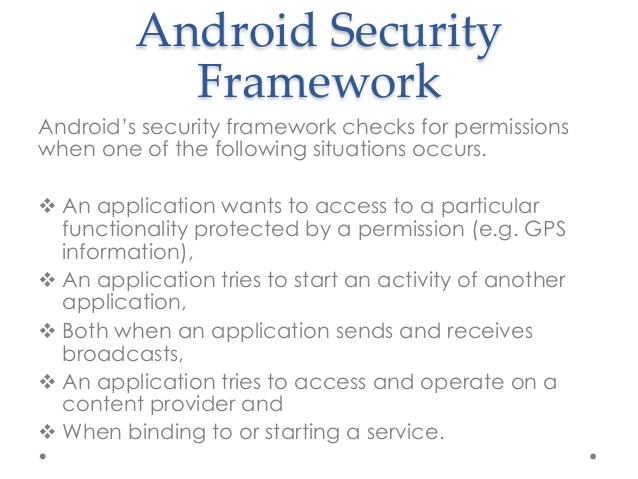 Android Security
Framework
Android’s security framework checks for permissions
when one of the following situations occurs.
❖ An application wants to access to a particular
functionality protected by a permission (e.g. GPS
information),
❖ An application tries to start an activity of another
application,
❖ Both when an application sends and receives
broadcasts,
❖ An application tries to access and operate on a
content provider and
❖ When binding to or starting a service.